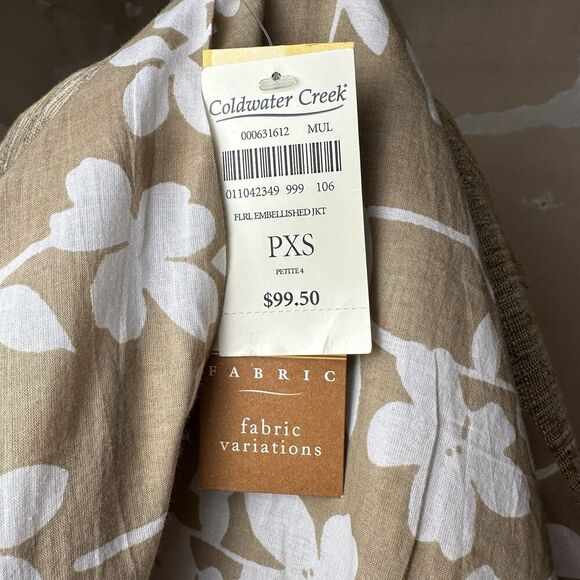 Coldwater Creek®
000631612 MUL
011042349 999 106
FLRL EMBELLISHED JKT
PXS
PETITE 4
$99.50
FABRIC
fabric
variations